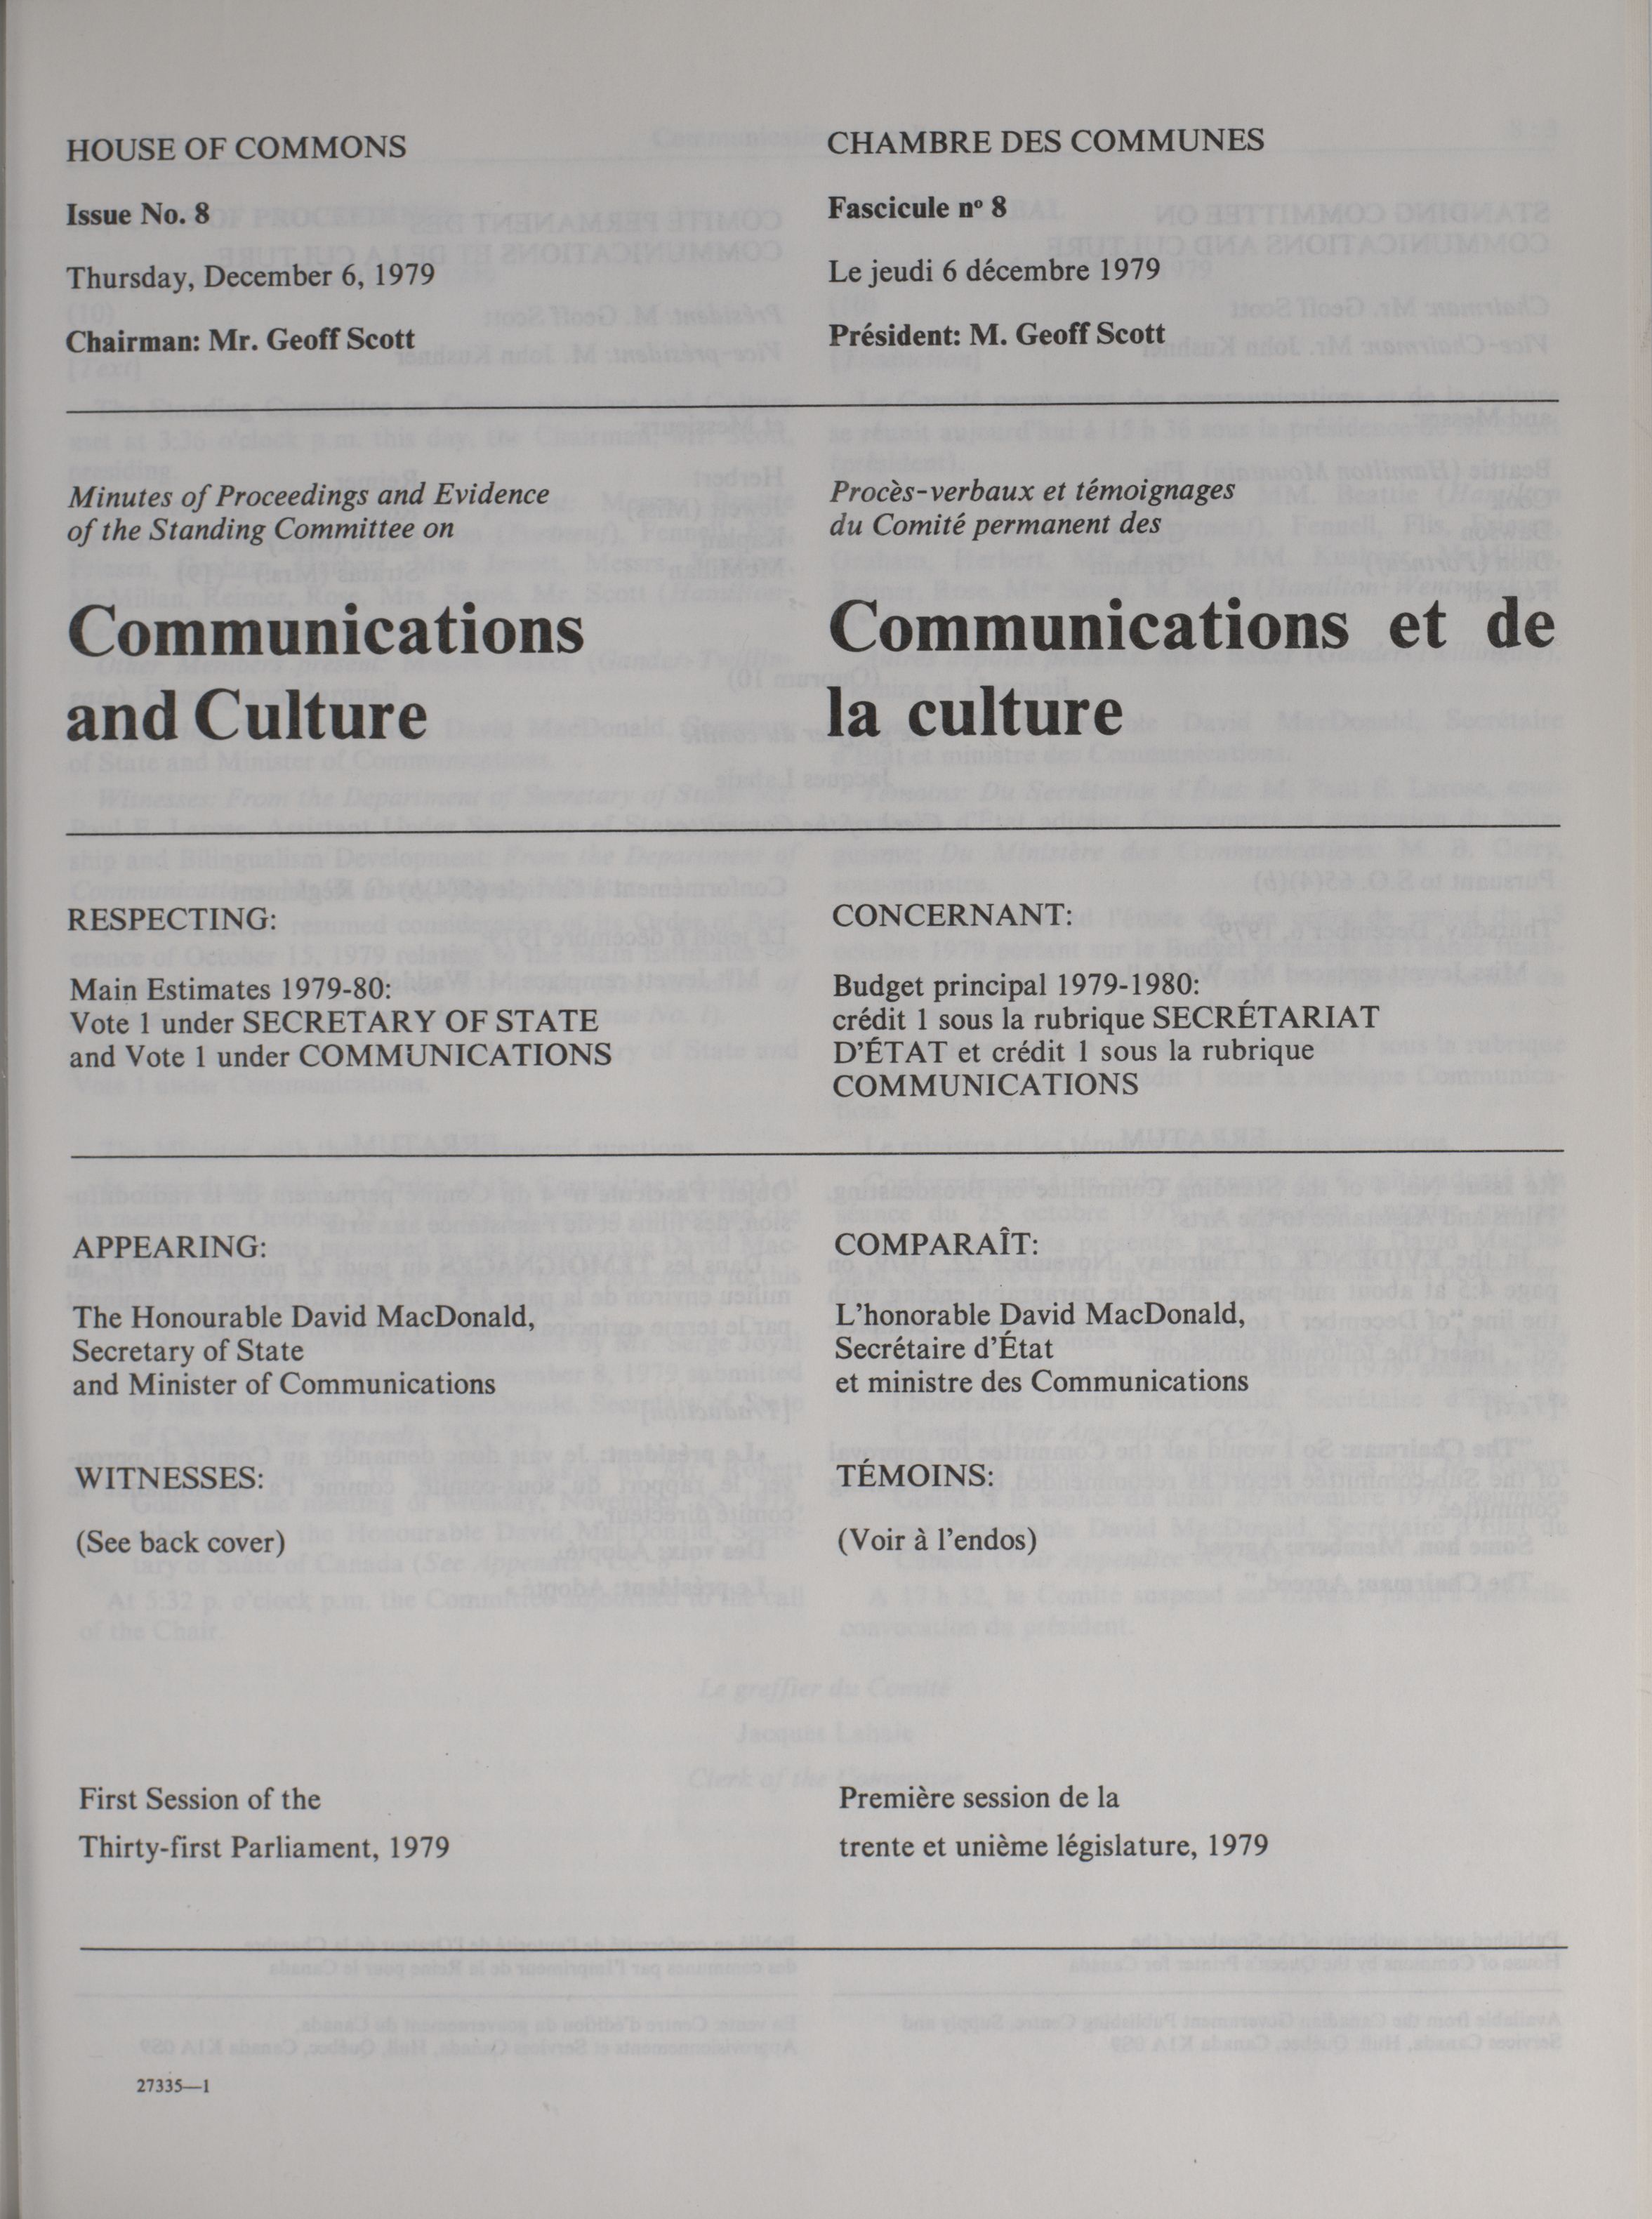 HOUSE OF COMMONS
Issue No. 8
Thursday, December 6, 1979
Chairman: Mr. Geoff Scott
Minutes of Proceedings and Evidence
of the Standing Committee on
Communications
and Culture
RESPECTING:
Main Estimates 1979-80:
Vote 1 under SECRETARY OF STATE
and Vote 1 under COMMUNICATIONS
APPEARING:
The Honourable David MacDonald,
Secretary of State
and Minister of Communications
WITNESSES:
(See back cover)
First Session of the
Thirty-first Parliament, 1979
27335—1
CHAMBRE DES COMMUNES
Fascicule nº 8
Le jeudi 6 décembre 1979
Président: M. Geoff Scott
Procès-verbaux et témoignages
du Comité permanent des
Communications et de
la culture
CONCERNANT:
Budget principal 1979-1980:
crédit 1 sous la rubrique SECRÉTARIAT
D'ÉTAT et crédit 1 sous la rubrique
COMMUNICATIONS
COMPARAÎT:
L'honorable David MacDonald,
Secrétaire d'État
et ministre des Communications
TÉMOINS:
(Voir à l'endos)
Première session de la
trente et unième législature, 1979